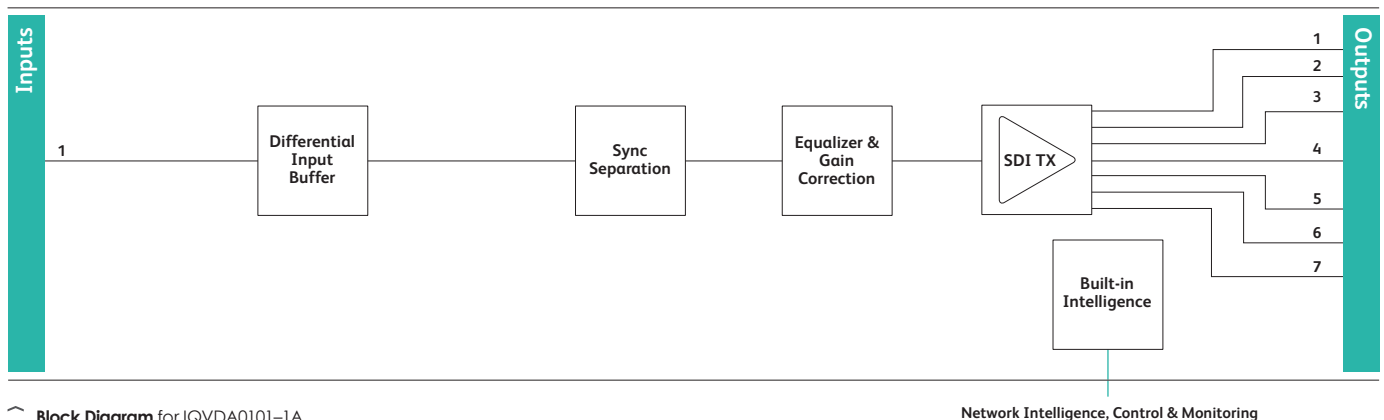 Inputs
1
Differential
Input
Buffer
Sync
Separation
Equalizer &
Gain
Correction
SDI TX
1
2
3
4
5
6
7
Outputs
Built-in
Intelligence
Network Intelligence, Control & Monitoring
Block Diagram for IQVDA0101–1A